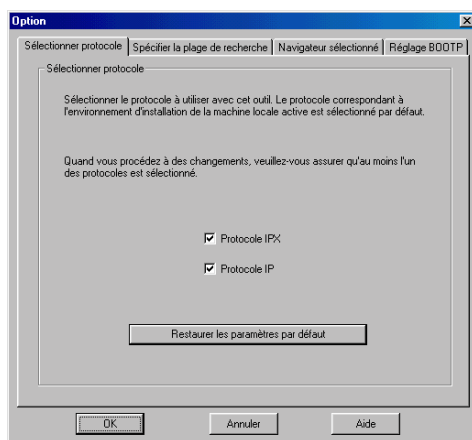 Option
Sélectionner protocole
Spécifier la plage de recherche
Navigateur sélectionné
Réglage BOOTP
Sélectionner protocole
Sélectionner le protocole à utiliser avec cet outil. Le protocole correspondant à
l'environnement d'installation de la machine locale active est sélectionné par défaut.
Quand vous procédez à des changements, veuillez-vous assurer qu'au moins l'un
des protocoles est sélectionné.
Protocole IPX
Protocole IP
Restaurer les paramètres par défaut
OK
Annuler
Aide